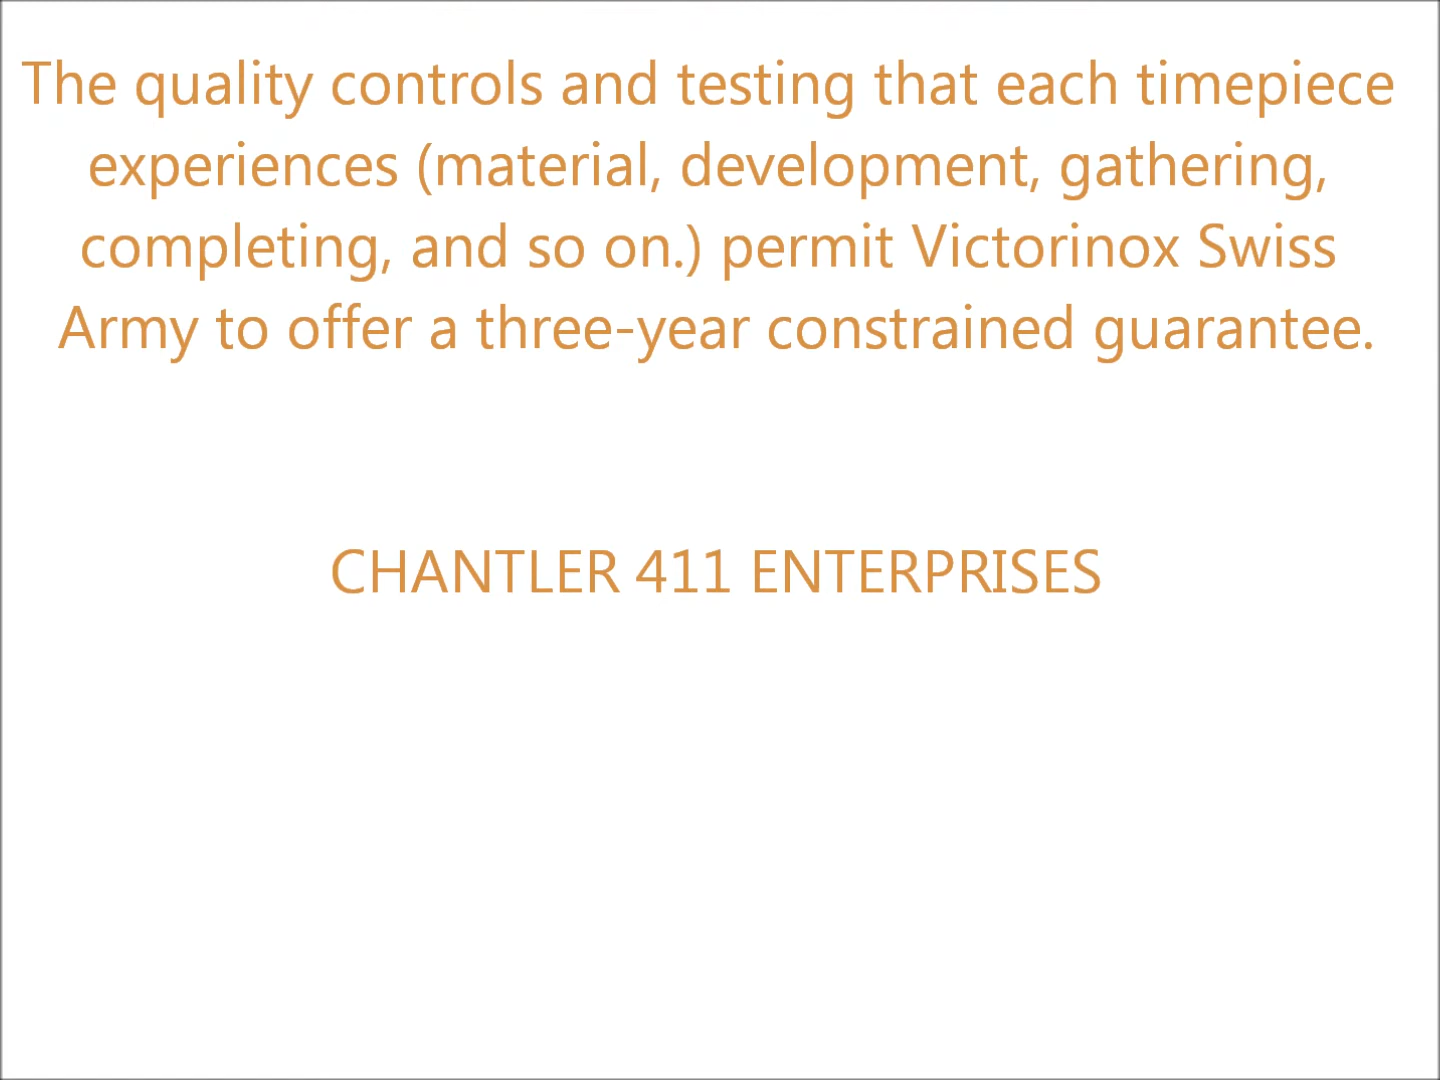 The quality controls and testing that each timepiece
experiences (material, development, gathering,
completing, and so on.) permit Victorinox Swiss
Army to offer a three-year constrained guarantee.
CHANTLER 411 ENTERPRISES